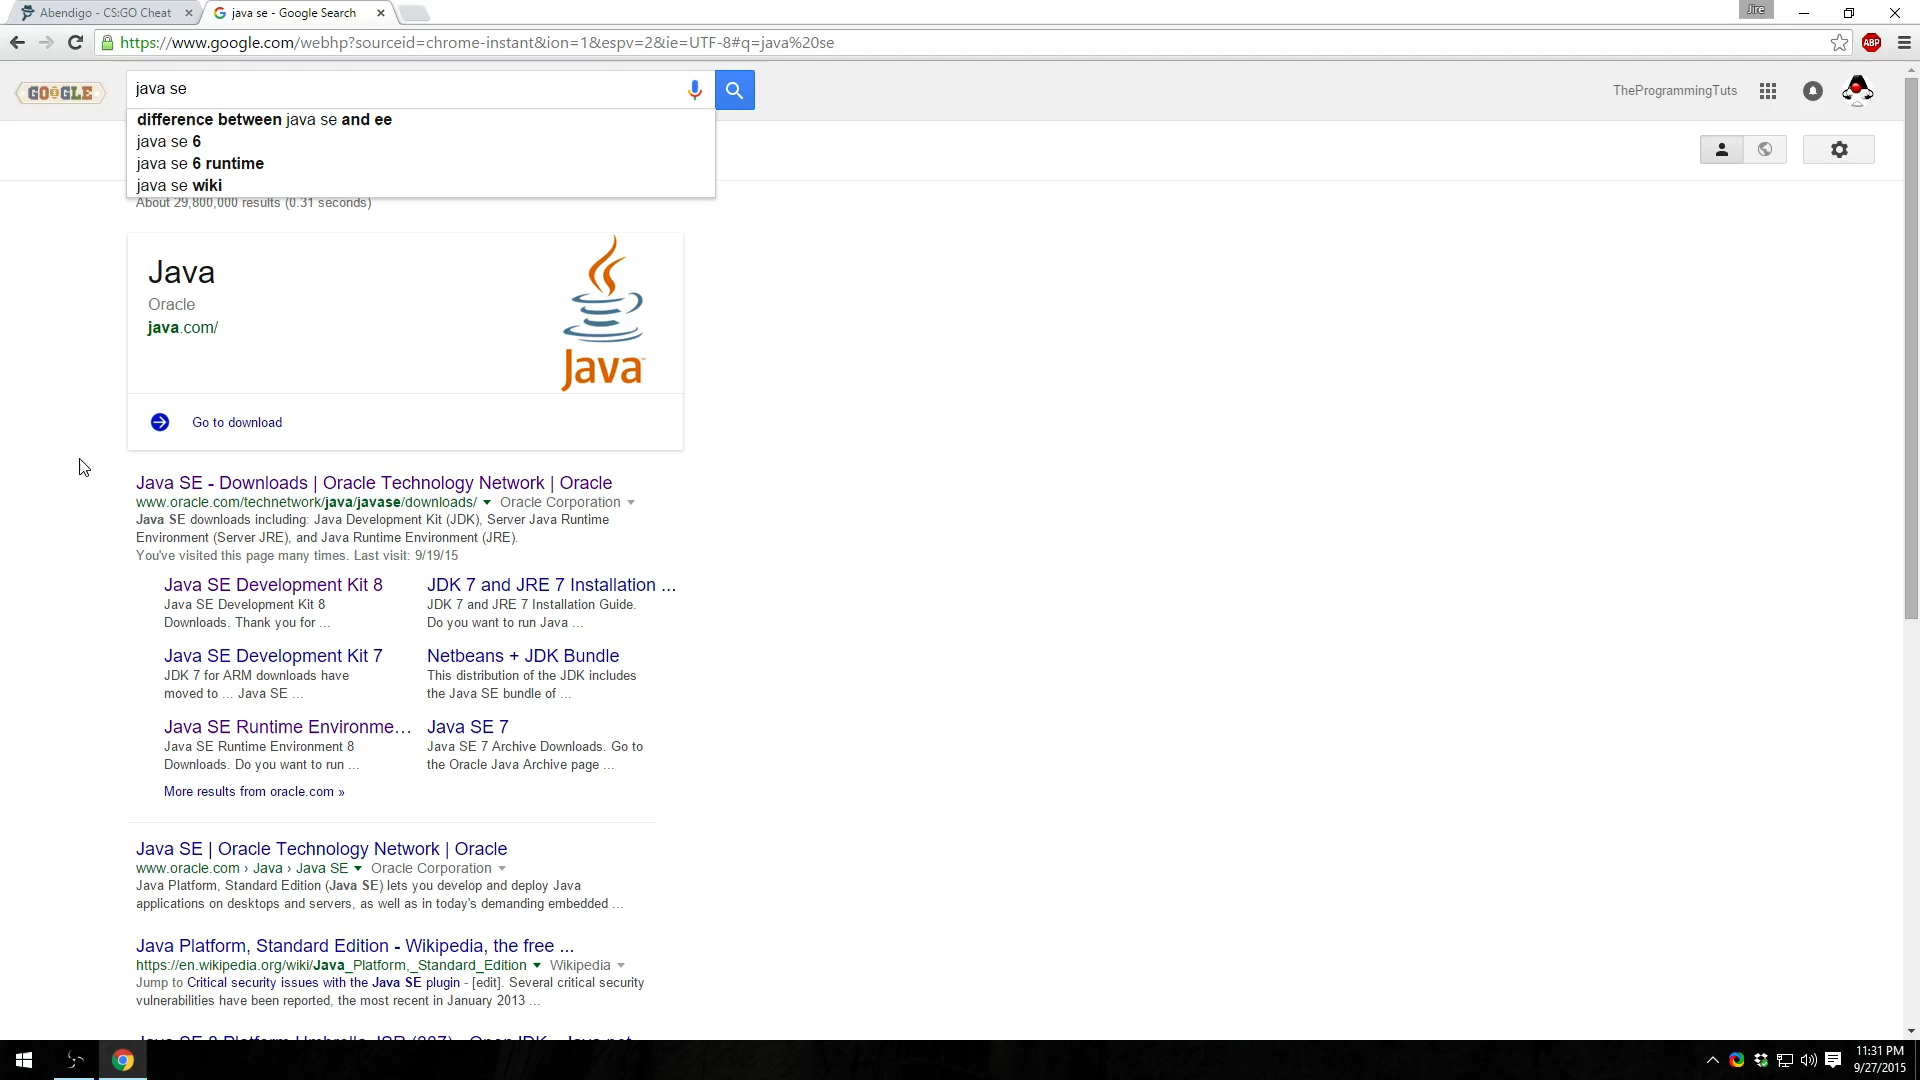 Abendigo - CS:GO Cheat
java se - Google Search
Jire
https://www.google.com/webhp?sourceid=chrome-instant&ion=1&espv=2&ie=UTF-8#q=java%20se
ABP
GOOGLE
java se
TheProgrammingTuts
difference between java se and ee
java se 6
java se 6 runtime
java se wiki
About 29,800,000 results (0.31 seconds)
Java
Oracle
java.com/
Java
Go to download
Java SE - Downloads | Oracle Technology Network | Oracle
www.oracle.com/technetwork/java/javase/downloads/ Oracle Corporation
Java SE downloads including: Java Development Kit (JDK), Server Java Runtime
Environment (Server JRE), and Java Runtime Environment (JRE).
You've visited this page many times. Last visit: 9/19/15
Java SE Development Kit 8
Java SE Development Kit 8
Downloads. Thank you for ...
JDK 7 and JRE 7 Installation ...
JDK 7 and JRE 7 Installation Guide.
Do you want to run Java ...
Java SE Development Kit 7
JDK 7 for ARM downloads have
moved to ... Java SE ...
Netbeans + JDK Bundle
This distribution of the JDK includes
the Java SE bundle of ...
Java SE Runtime Environme...
Java SE Runtime Environment 8
Downloads. Do you want to run ...
Java SE 7
Java SE 7 Archive Downloads. Go to
the Oracle Java Archive page ...
More results from oracle.com »
Java SE | Oracle Technology Network | Oracle
www.oracle.com › Java › Java SE Oracle Corporation
Java Platform, Standard Edition (Java SE) lets you develop and deploy Java
applications on desktops and servers, as well as in today's demanding embedded ...
Java Platform, Standard Edition - Wikipedia, the free ...
https://en.wikipedia.org/wiki/Java_Platform,_Standard_Edition Wikipedia
Jump to Critical security issues with the Java SE plugin - [edit]. Several critical security
vulnerabilities have been reported, the most recent in January 2013 ...
Java SE 8 Platform Umbrella JSR (337) - OpenJDK - Java.net
11:31 PM
9/27/2015